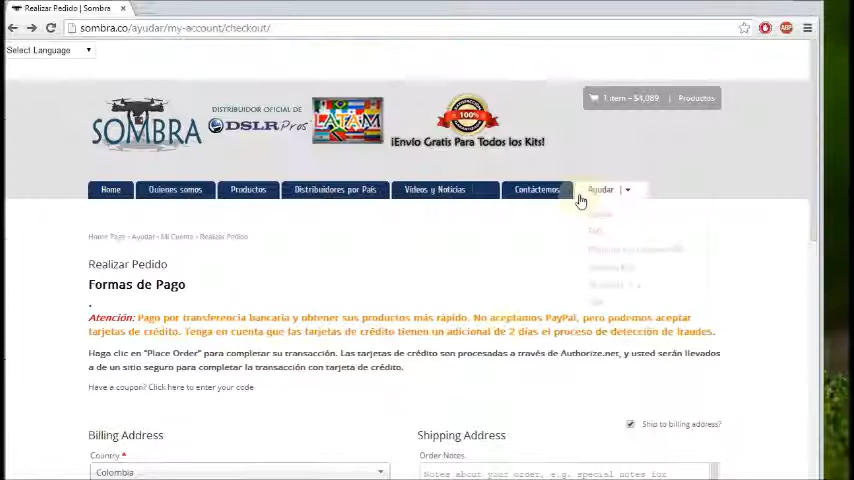 Realizar Pedido | Sombra
sombra.co/ayudar/my-account/checkout/
ABP
Select Language
SOMBRA
DISTRIBUIDOR OFICIAL DE
DSLRPros
LATAM
100%
¡Envío Gratis Para Todos los Kits!
1 item – $4,089 | Productos
Home
Quienes somos
Productos
Distribuidores por País
Vídeos y Noticias
Contáctemos
Ayudar
Home Page › Ayudar › Mi Cuenta › Realizar Pedido
Realizar Pedido
Formas de Pago
.
Atención: Pago por transferencia bancaria y obtener sus productos más rápido. No aceptamos PayPal, pero podemos aceptar
tarjetas de crédito. Tenga en cuenta que las tarjetas de crédito tienen un adicional de 2 días el proceso de detección de fraudes.
Haga clic en "Place Order" para completar su transacción. Las tarjetas de crédito son procesadas a través de Authorize.net, y usted serán llevados
a de un sitio seguro para completar la transacción con tarjeta de crédito.
Have a coupon? Click here to enter your code
Ship to billing address?
Billing Address
Shipping Address
Country *
Order Notes
Colombia
Notes about your order, e.g. special notes for